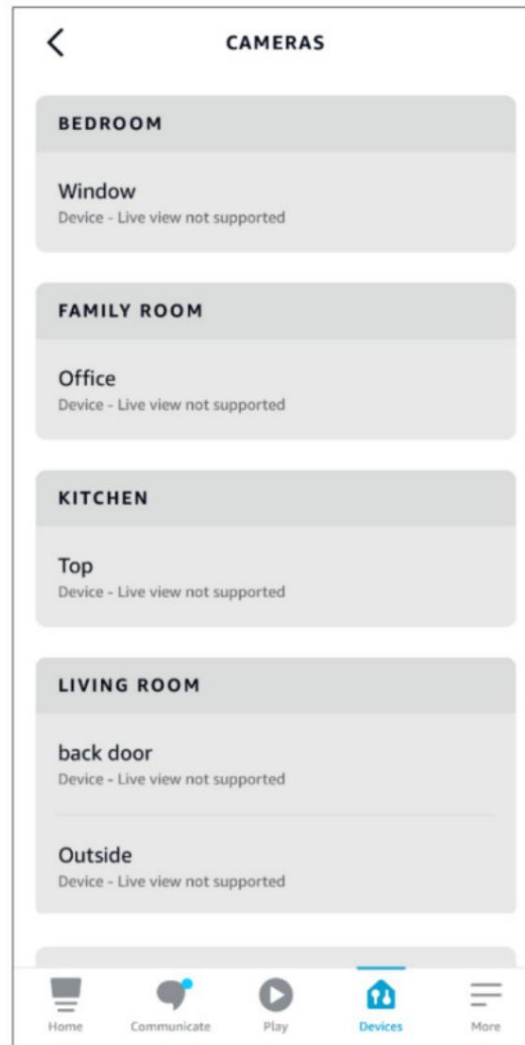 CAMERAS
BEDROOM
Window
Device - Live view not supported
FAMILY ROOM
Office
Device - Live view not supported
KITCHEN
Top
Device - Live view not supported
LIVING ROOM
back door
Device - Live view not supported
Outside
Device - Live view not supported
Home Communicate Play Devices More